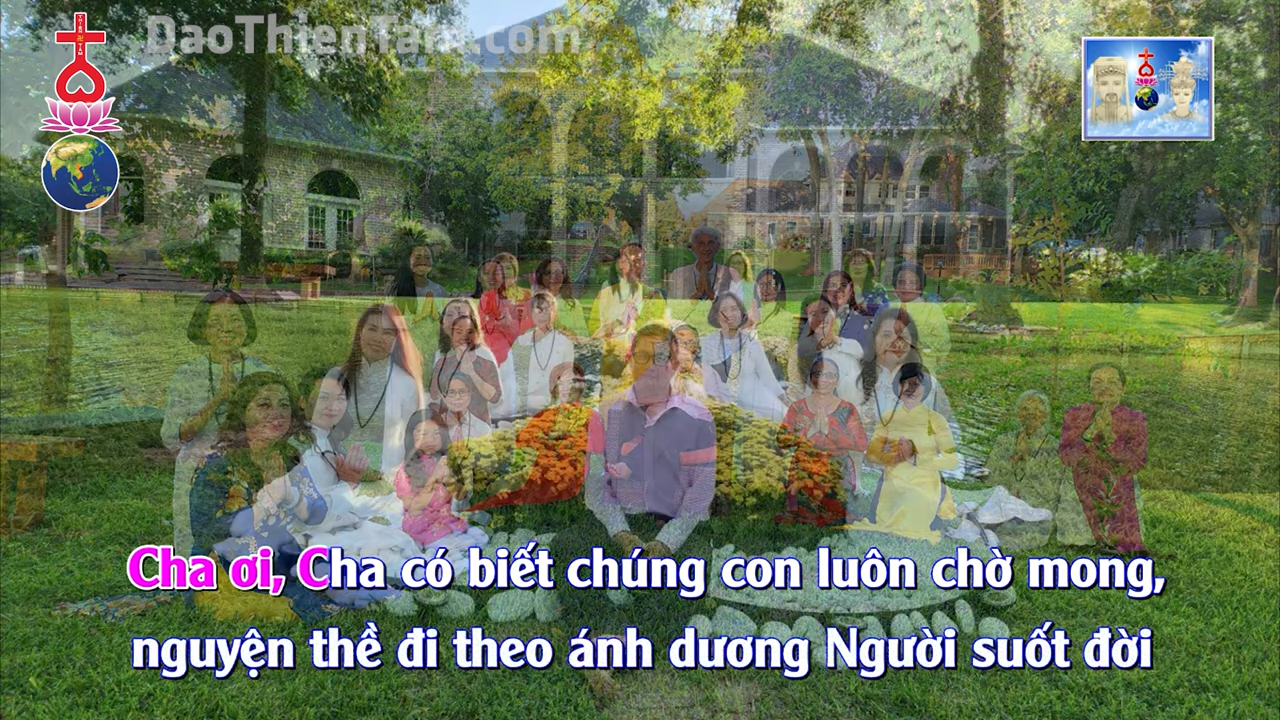 DaoThienTam.com
Cha ơi, Cha có biết chúng con luôn chờ mong,
nguyện thề đi theo ánh dương Người suốt đời